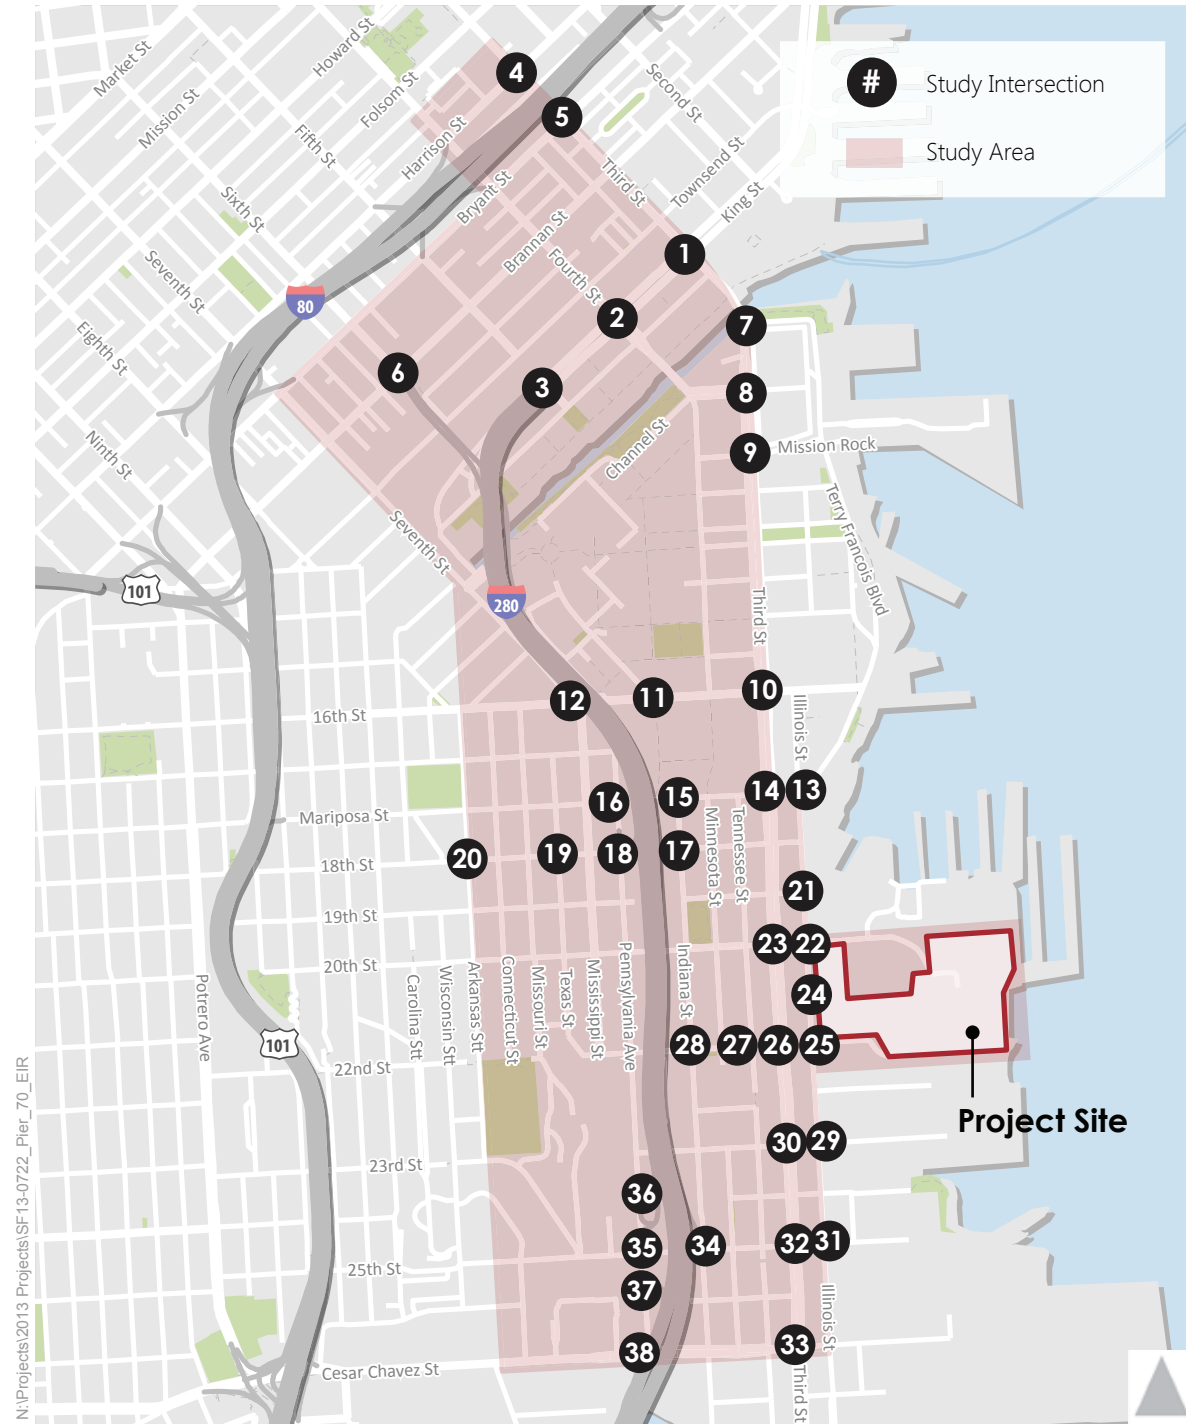 Market St
Howard St
Mission St
Folsom St
Fifth St
Harrison St
Second St
Sixth St
Bryant St
Third St
Townsend St
King St
Seventh St
Brannan St
Fourth St
Eighth St
Ninth St
Seventh St
Channel St
Mission Rock
Terry Francois Blvd
Third St
Illinois St
16th St
Mariposa St
18th St
19th St
20th St
Minnesota St
Tennessee St
Potrero Ave
Carolina Stt
Wisconsin Stt
Arkansas Stt
Connecticut St
Missouri St
Texas St
Mississippi St
Pennsylvania Ave
Indiana St
22nd St
23rd St
25th St
Cesar Chavez St
Illinois St
Third St
80
101
280
101
#
Study Intersection
Study Area
Project Site
1
2
3
4
5
6
7
8
9
10
11
12
13
14
15
16
17
18
19
20
21
22
23
24
25
26
27
28
29
30
31
32
33
34
35
36
37
38
N:\Projects\2013 Projects\SF13-0722_Pier_70_EIR